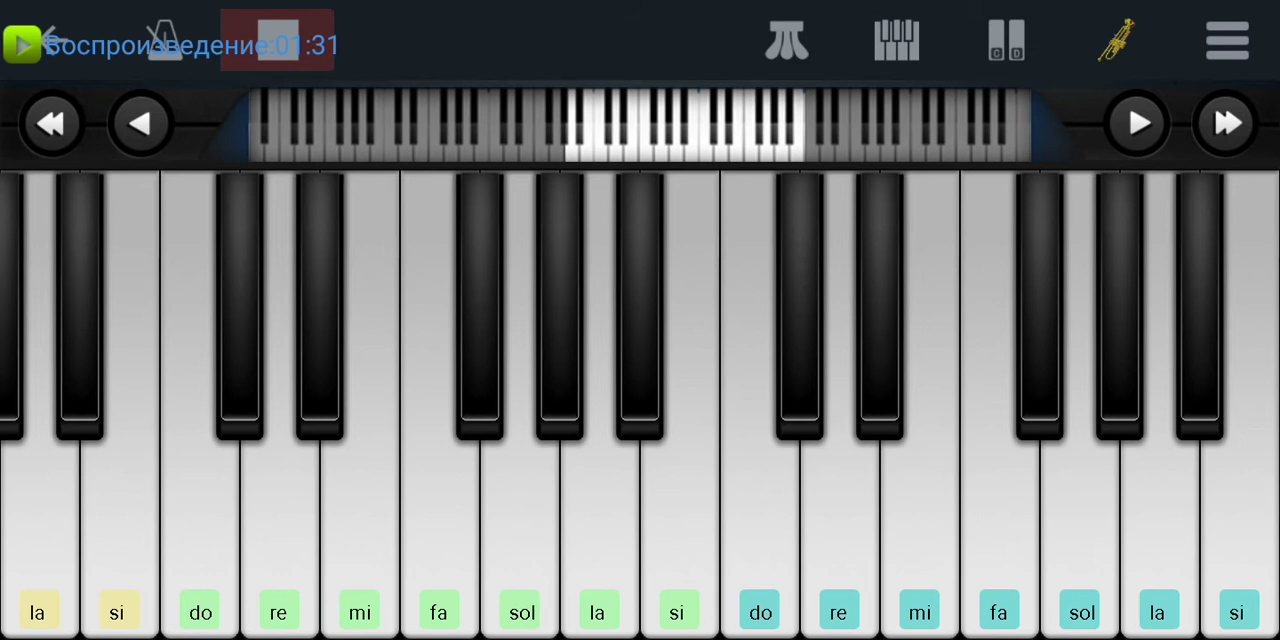 Воспроизведение:01:31
C D
la si do re mi fa sol la si do re mi fa sol la si